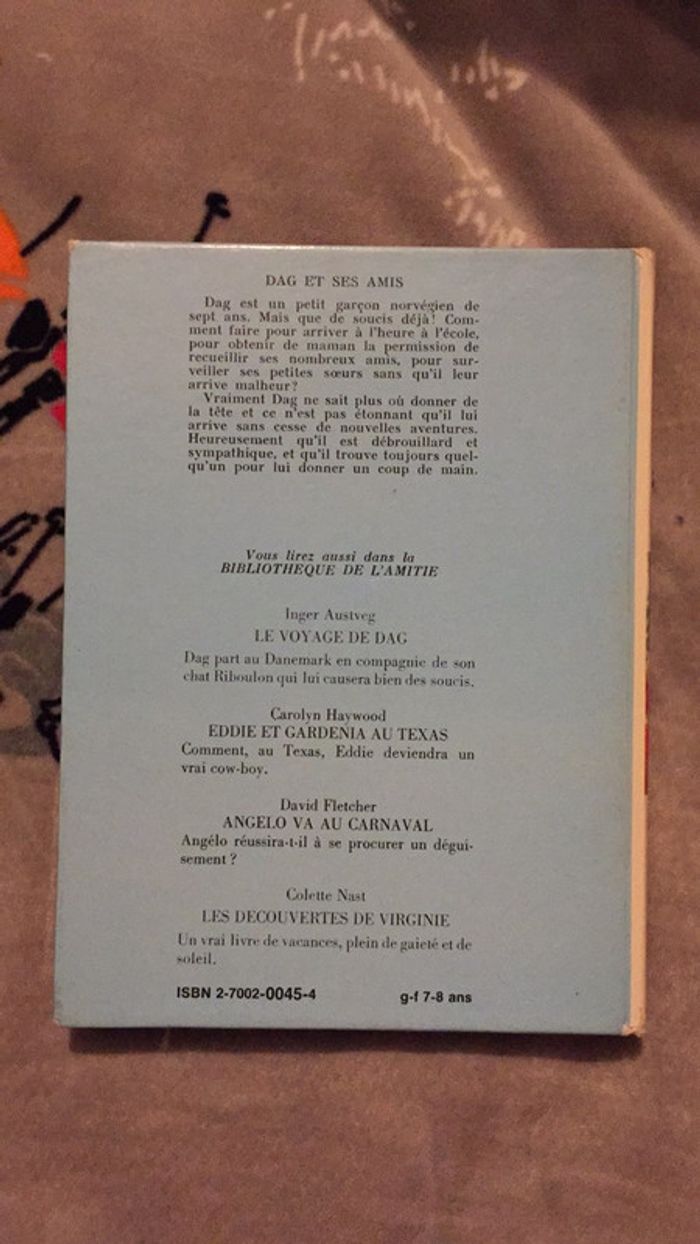 DAG ET SES AMIS
Dag est un petit garçon norvégien de
sept ans. Mais que de soucis déjà! Com-
ment faire pour arriver à l'heure à l'école,
pour obtenir de maman la permission de
recueillir ses nombreux amis, pour sur-
veiller ses petites sœurs sans qu'il leur
arrive malheur?
Vraiment Dag ne sait plus où donner de
la tête et ce n'est pas étonnant qu'il lui
arrive sans cesse de nouvelles aventures.
Heureusement qu'il est débrouillard et
sympathique, et qu'il trouve toujours quel-
qu'un pour lui donner un coup de main.
Vous lirez aussi dans la
BIBLIOTHEQUE DE L'AMITIE
Inger Austveg
LE VOYAGE DE DAG
Dag part au Danemark en compagnie de son
chat Riboulon qui lui causera bien des soucis.
Carolyn Haywood
EDDIE ET GARDENIA AU TEXAS
Comment, au Texas, Eddie deviendra un
vrai cow-boy.
David Fletcher
ANGELO VA AU CARNAVAL
Angélo réussira-t-il à se procurer un dégui-
sement ?
Colette Nast
LES DECOUVERTES DE VIRGINIE
Un vrai livre de vacances, plein de gaieté et de
soleil.
ISBN 2-7002-0045-4 g-f 7-8 ans